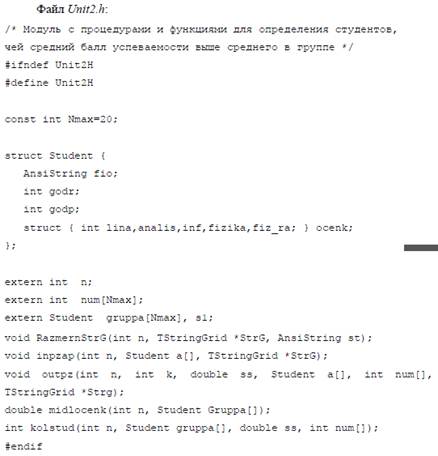 Файл Unit2.h:
/* Модуль с процедурами и функциями для определения студентов,
чей средний балл успеваемости выше среднего в группе */
#ifndef Unit2H
#define Unit2H
const int Nmax=20;
struct Student {
AnsiString fio;
int godr;
int godp;
struct { int lina,analis,inf,fizika,fiz_ra; } ocenk;
};
extern int n;
extern int num[Nmax];
extern Student gruppa[Nmax], s1;
void RazmernStrG(int n, TStringGrid *StrG, AnsiString st);
void inpzap(int n, Student a[], TStringGrid *StrG);
void outpz(int n, int k, double ss, Student a[], int num[],
TStringGrid *Strg);
double midlocenk(int n, Student Gruppa[]);
int kolstud(int n, Student gruppa[], double ss, int num[]);
#endif